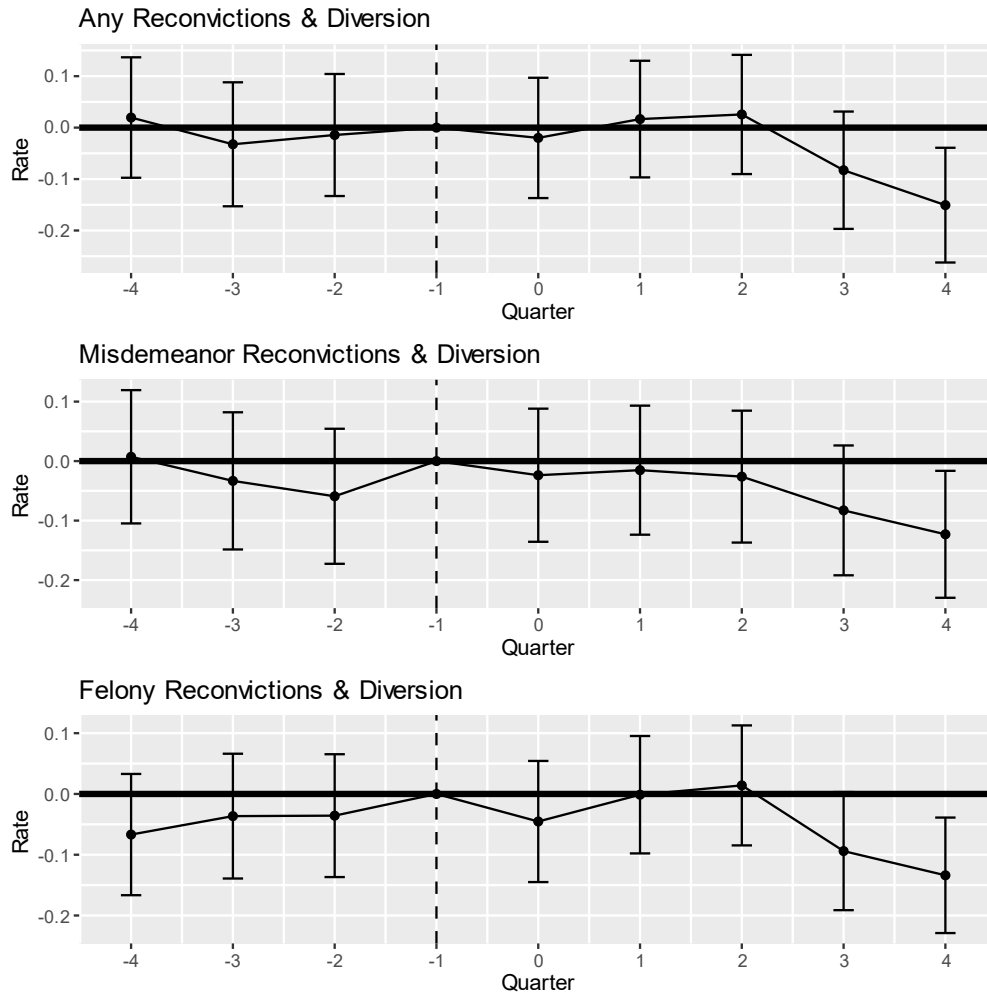 Any Reconvictions & Diversion
0.1
0.0
-0.1
-0.2
Rate
-4 -3 -2 -1 0 1 2 3 4
Quarter
Misdemeanor Reconvictions & Diversion
0.1
0.0
-0.1
-0.2
Rate
-4 -3 -2 -1 0 1 2 3 4
Quarter
Felony Reconvictions & Diversion
0.1
0.0
-0.1
-0.2
Rate
-4 -3 -2 -1 0 1 2 3 4
Quarter